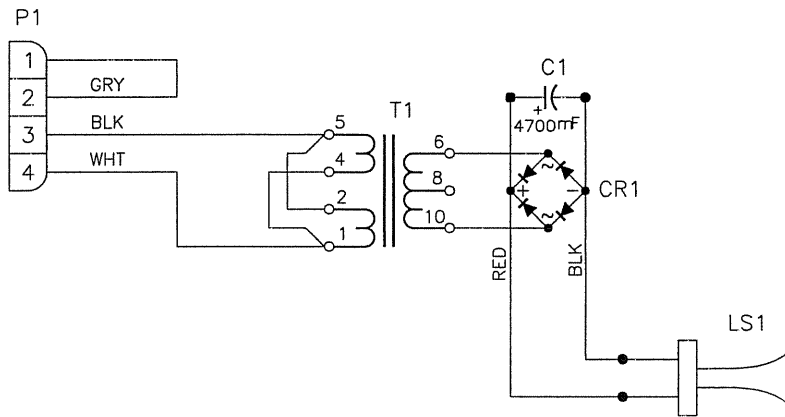 P1
1
2
3
4
GRY
BLK
WHT
T1
5
4
2
1
6
8
10
C1
+
4700mF
~
+
-
~
CR1
RED
BLK
LS1